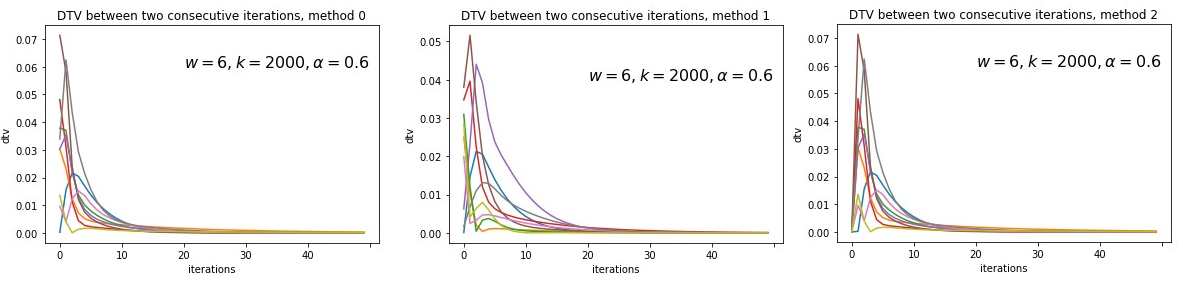 DTV between two consecutive iterations, method 0
0.07
0.06
0.05
0.04
0.03
0.02
0.01
0.00
dtv
w = 6, k = 2000, α = 0.6
0 10 20 30 40
iterations
DTV between two consecutive iterations, method 1
0.05
0.04
0.03
0.02
0.01
0.00
dtv
w = 6, k = 2000, α = 0.6
0 10 20 30 40
iterations
DTV between two consecutive iterations, method 2
0.07
0.06
0.05
0.04
0.03
0.02
0.01
0.00
dtv
w = 6, k = 2000, α = 0.6
0 10 20 30 40
iterations